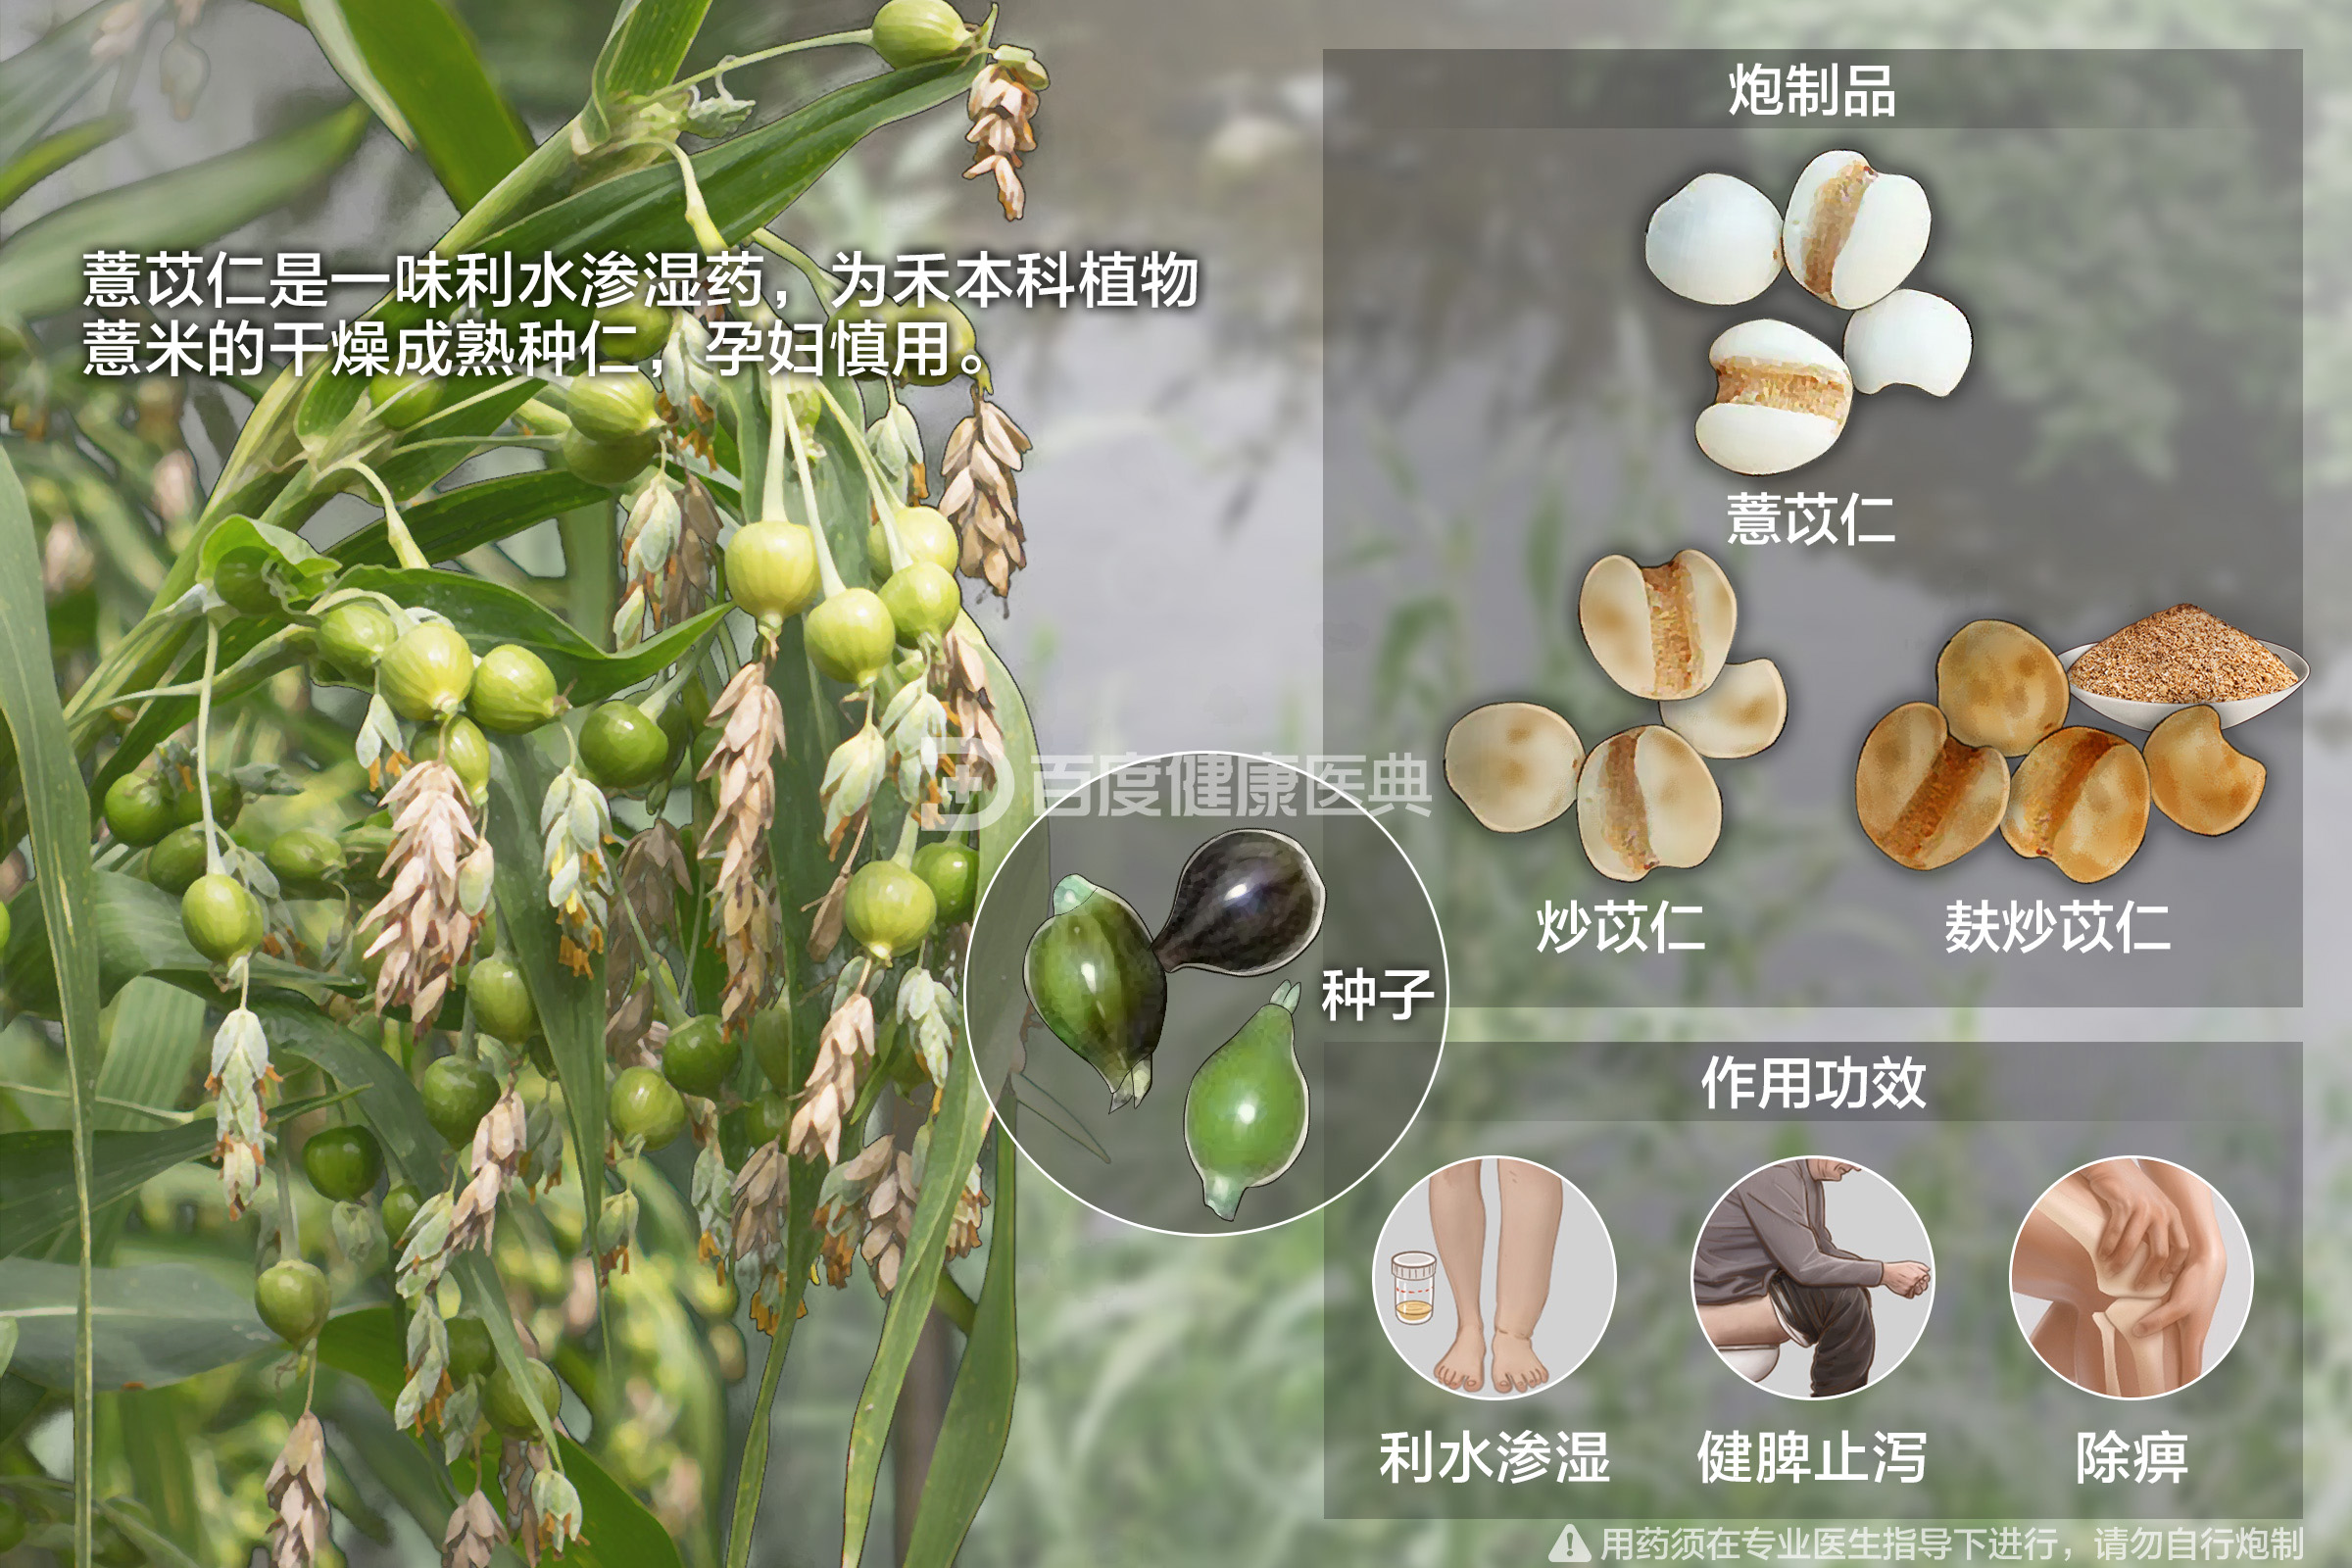 薏苡仁是一味利水渗湿药，为禾本科植物
薏米的干燥成熟种仁，孕妇慎用。
炮制品
薏苡仁
炒苡仁
麸炒苡仁
百度健康医典
种子
作用功效
利水渗湿
健脾止泻
除痹
用药须在专业医生指导下进行，请勿自行炮制